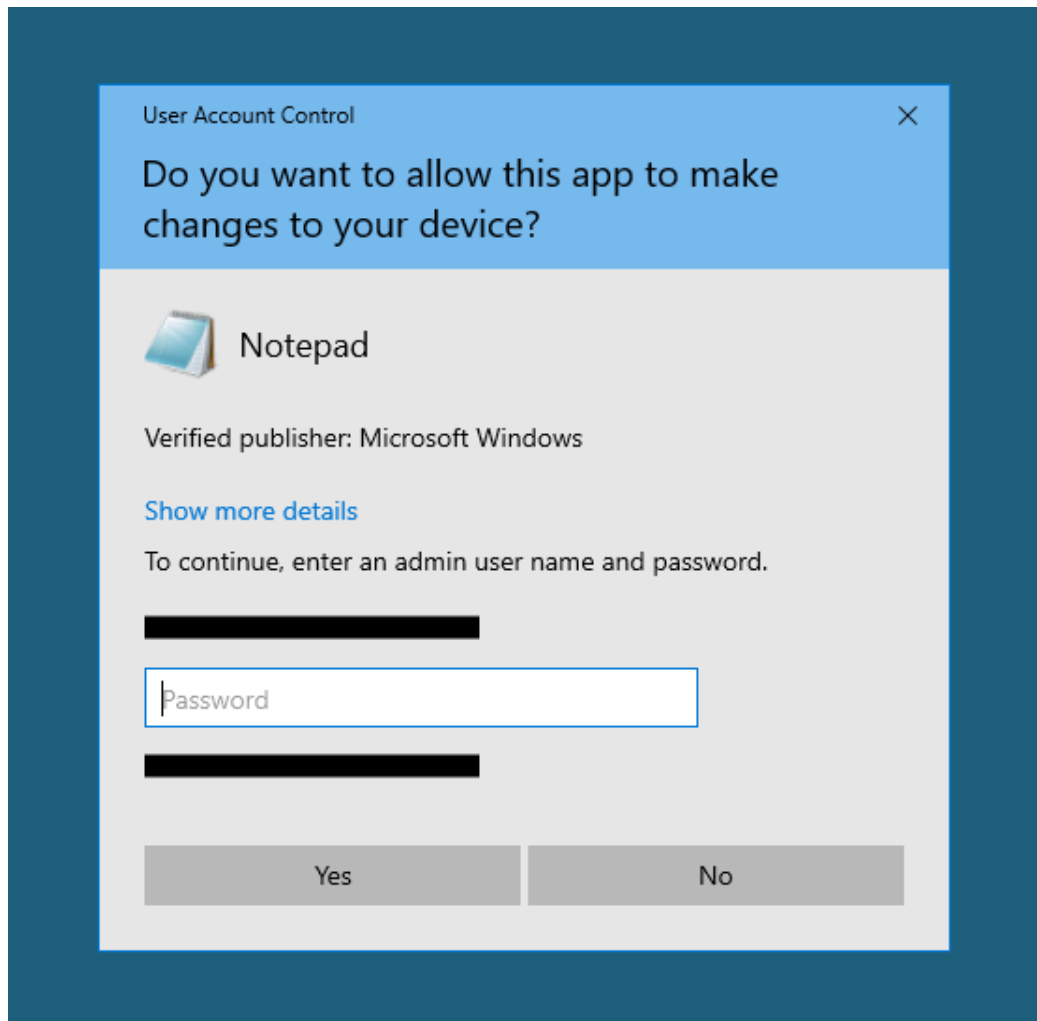 User Account Control
Do you want to allow this app to make
changes to your device?
Notepad
Verified publisher: Microsoft Windows
Show more details
To continue, enter an admin user name and password.
Password
Yes
No